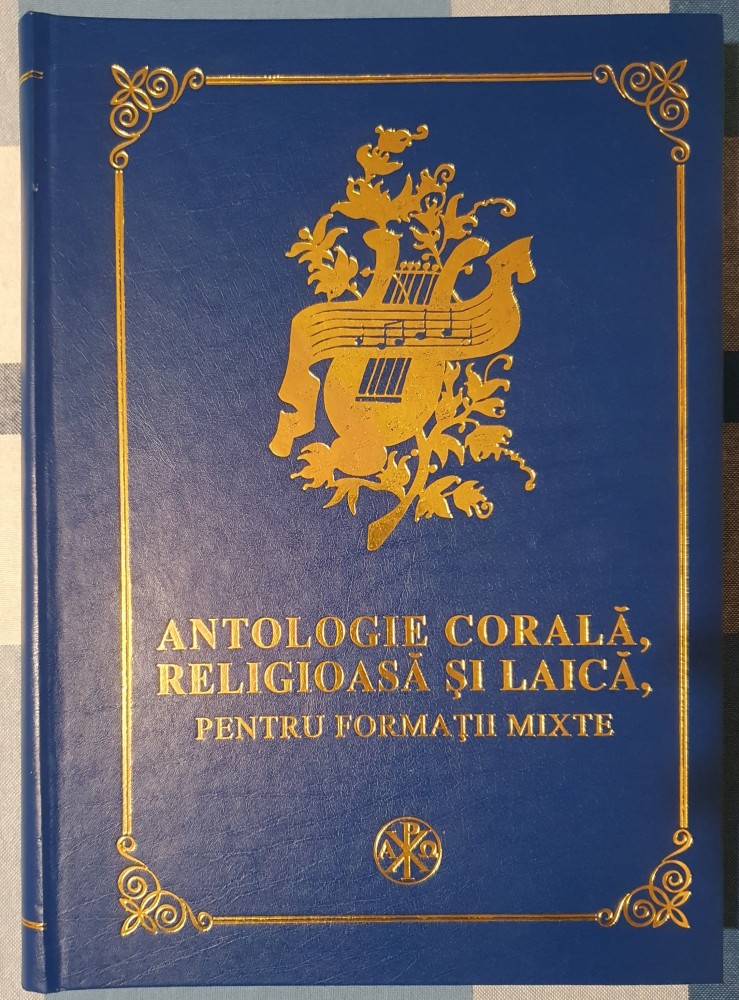 ANTOLOGIE CORALĂ,
RELIGIOASĂ ŞI LAICĂ,
PENTRU FORMAŢII MIXTE
A P Ω